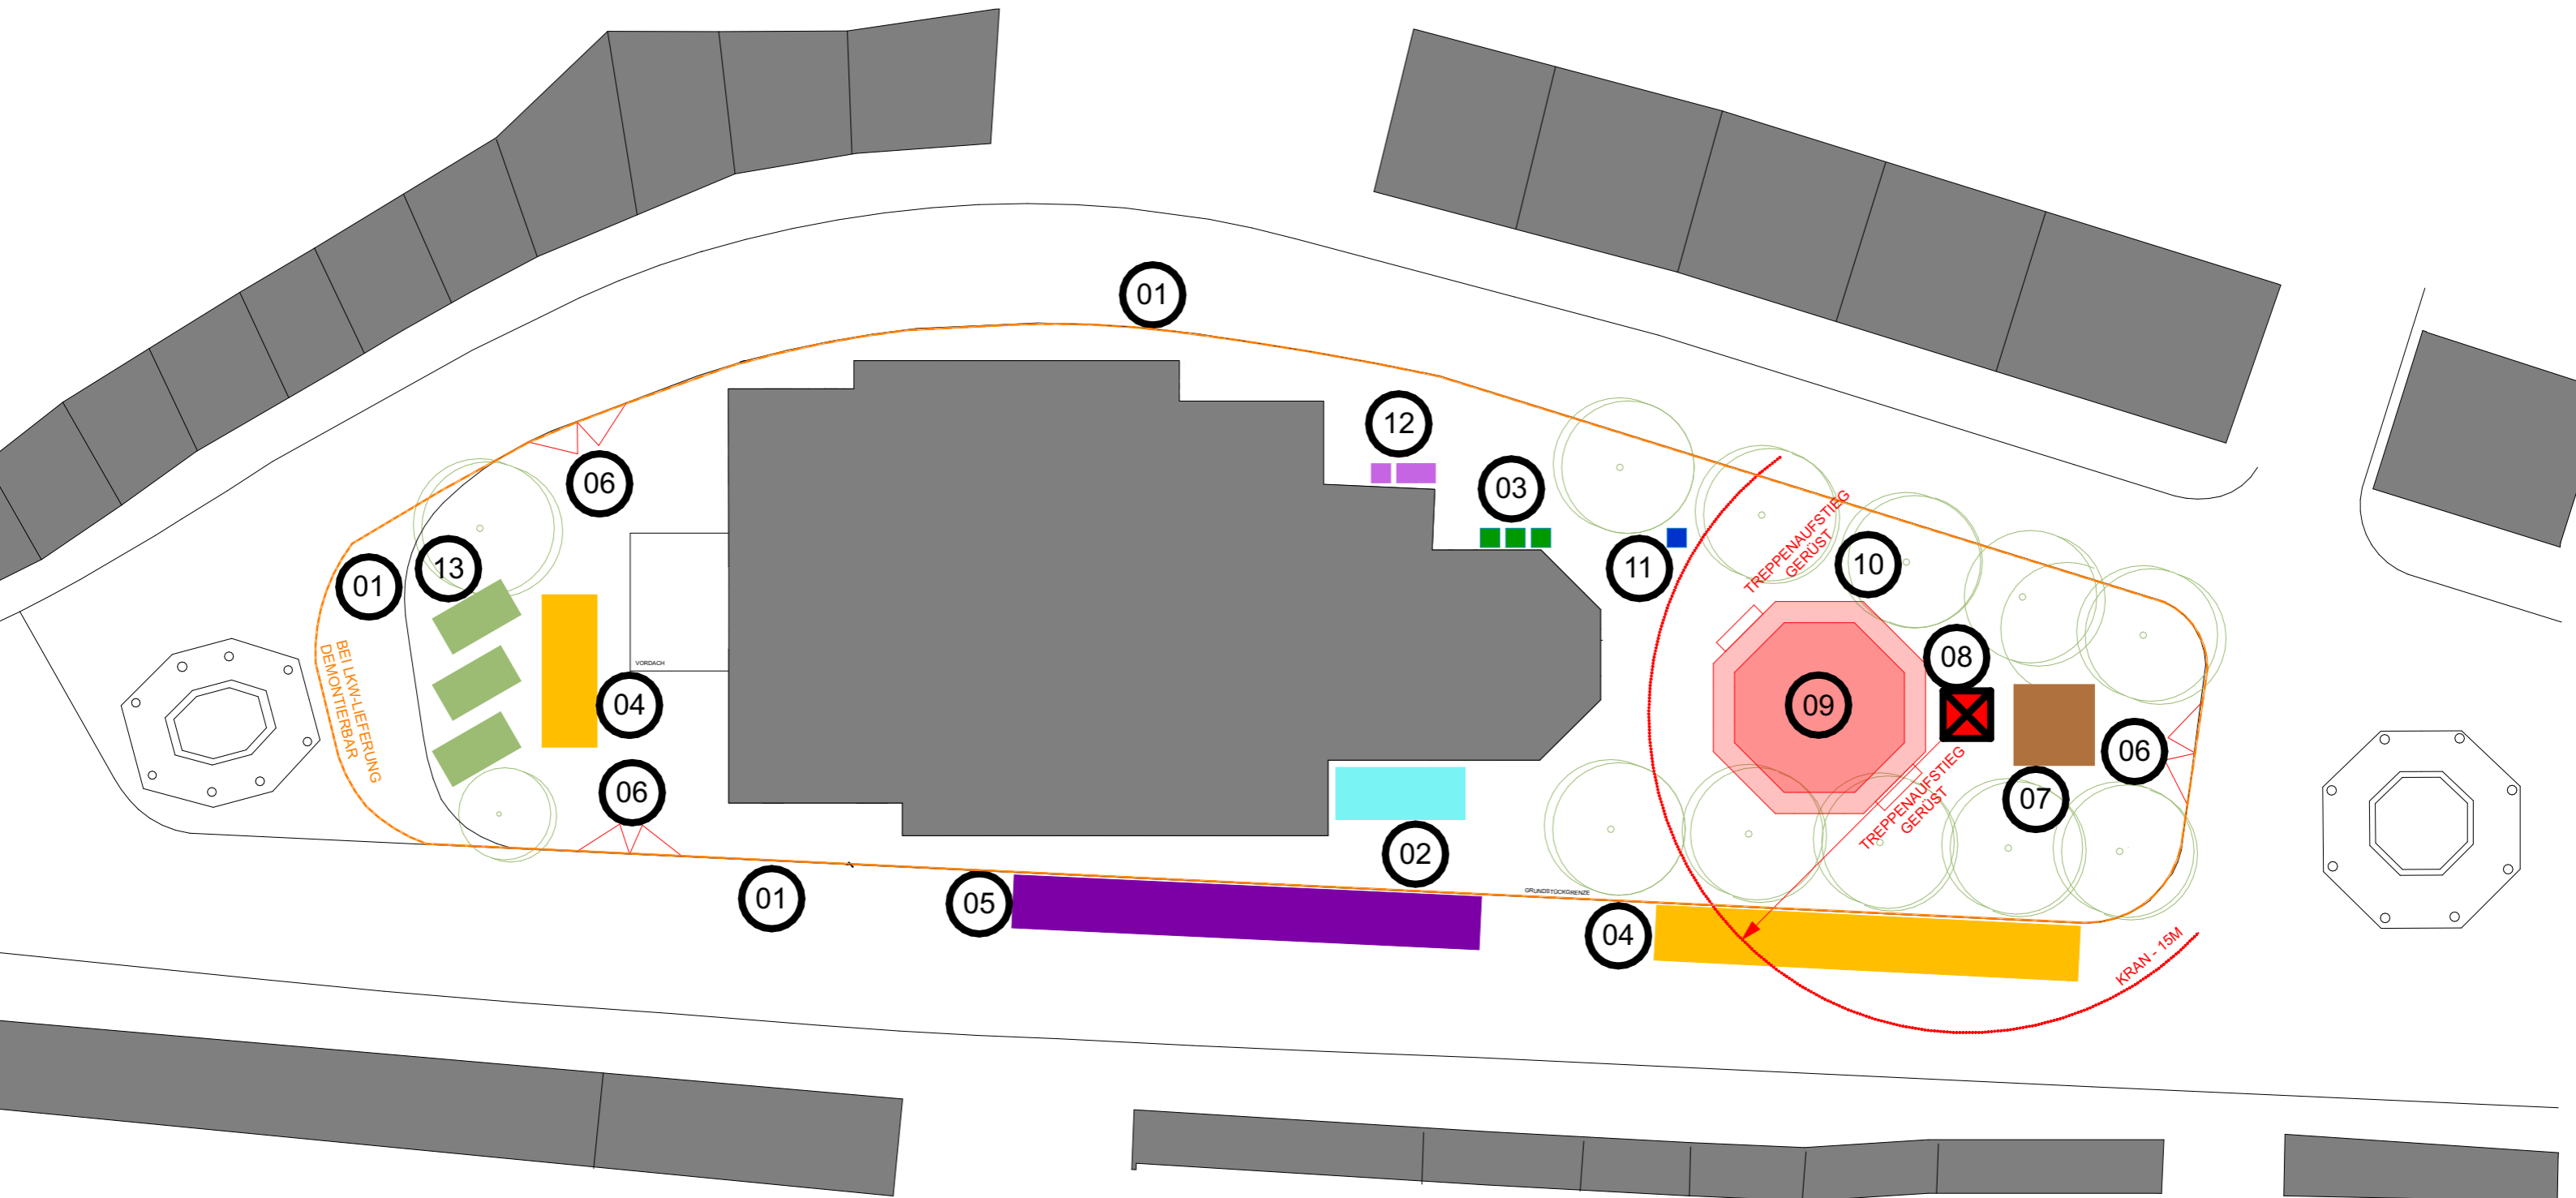 01
12
06
03
TREPPENAUFSTIEG
GERÜST
10
13
11
01
VORDACH
BEI LKW-LIEFERUNG
DEMONTIERBAR
04
09
08
06
06
07
TREPPENAUFSTIEG
GERÜST
02
GRUNDSTÜCKGRENZE
01
05
04
KRAN - 15M